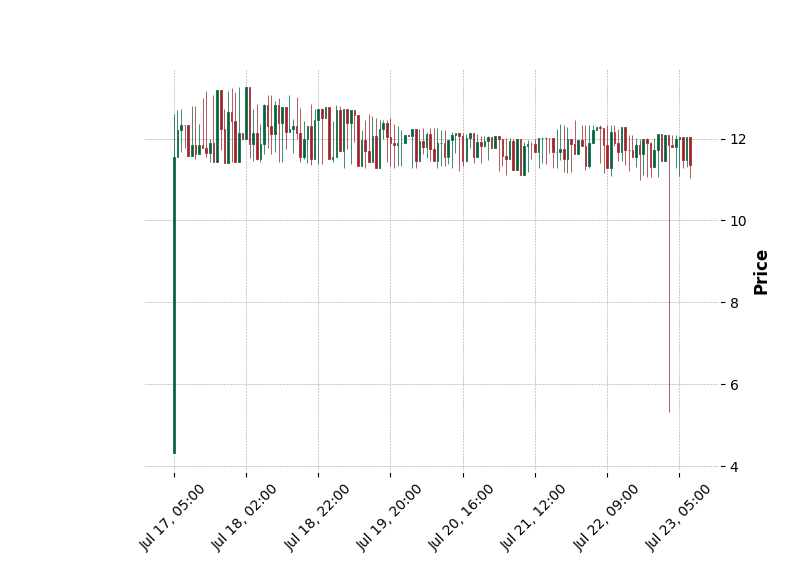 12
10
8
6
4
Price
Jul 17, 05:00
Jul 18, 02:00
Jul 18, 22:00
Jul 19, 20:00
Jul 20, 16:00
Jul 21, 12:00
Jul 22, 09:00
Jul 23, 05:00